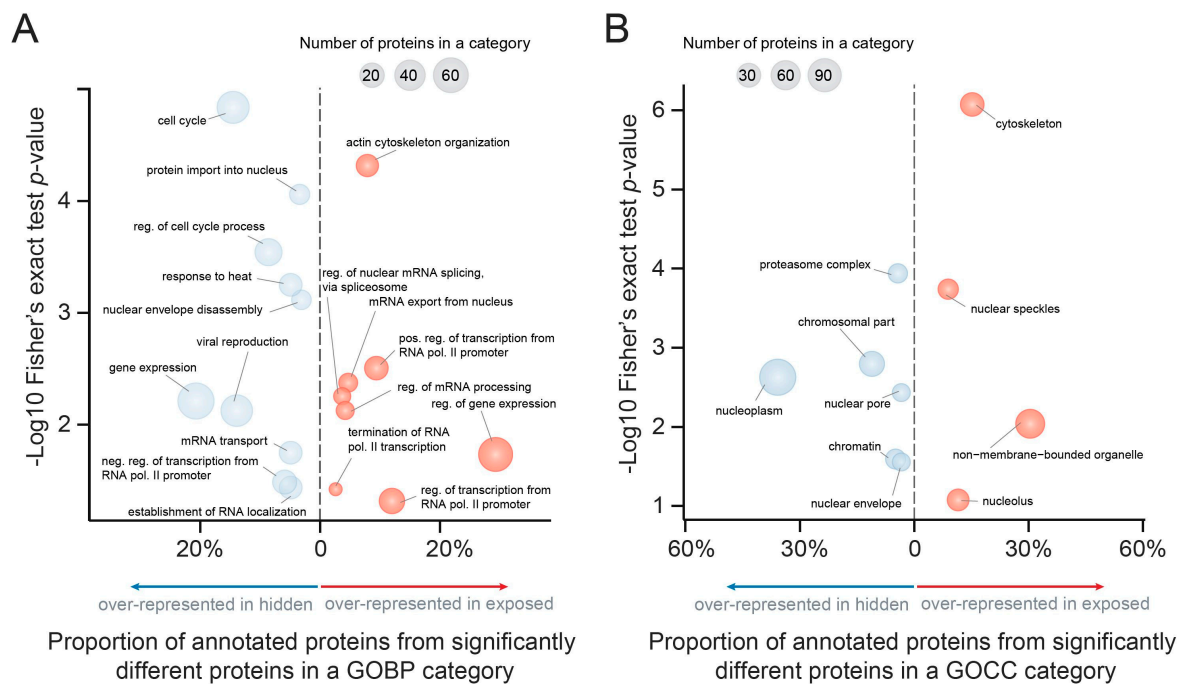 A
Number of proteins in a category
20 40 60
-Log10 Fisher's exact test p-value
4
3
2
cell cycle
actin cytoskeleton organization
protein import into nucleus
reg. of cell cycle process
response to heat
nuclear envelope disassembly
reg. of nuclear mRNA splicing,
via spliceosome
mRNA export from nucleus
viral reproduction
gene expression
pos. reg. of transcription from
RNA pol. II promoter
reg. of mRNA processing
reg. of gene expression
mRNA transport
termination of RNA
pol. II transcription
neg. reg. of transcription from
RNA pol. II promoter
reg. of transcription from
RNA pol. II promoter
establishment of RNA localization
20% 0 20%
over-represented in hidden over-represented in exposed
Proportion of annotated proteins from significantly
different proteins in a GOBP category
B
Number of proteins in a category
30 60 90
-Log10 Fisher's exact test p-value
6
5
4
3
2
1
cytoskeleton
proteasome complex
nuclear speckles
chromosomal part
nucleoplasm
nuclear pore
chromatin
non−membrane−bounded organelle
nuclear envelope
nucleolus
60% 30% 0 30% 60%
over-represented in hidden over-represented in exposed
Proportion of annotated proteins from significantly
different proteins in a GOCC category